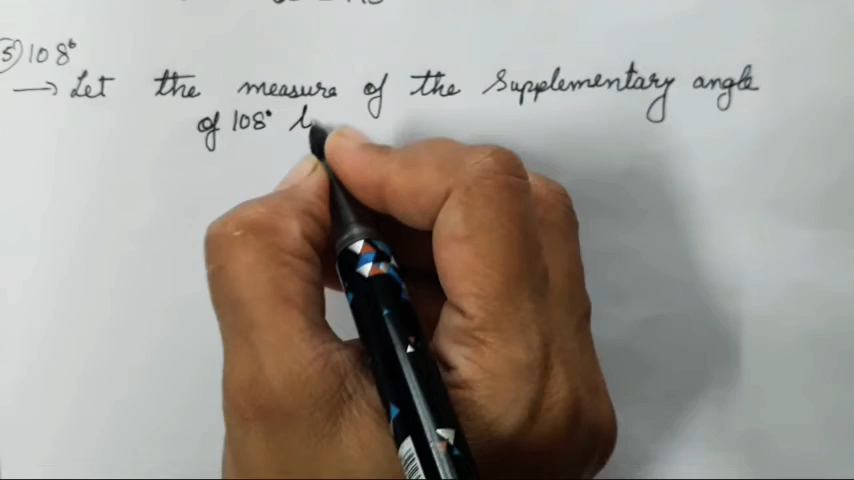 5) 108°
→ Let the measure of the Supplementary angle
of 108°